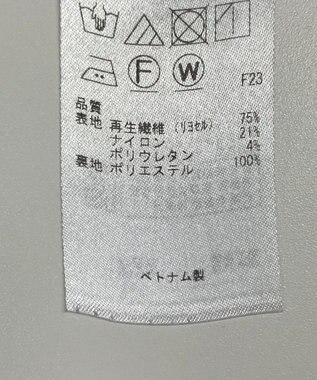 F W F23
品質
表地 再生繊維（リヨセル） 75%
ナイロン 21%
ポリウレタン 4%
裏地 ポリエステル 100%
ベトナム製